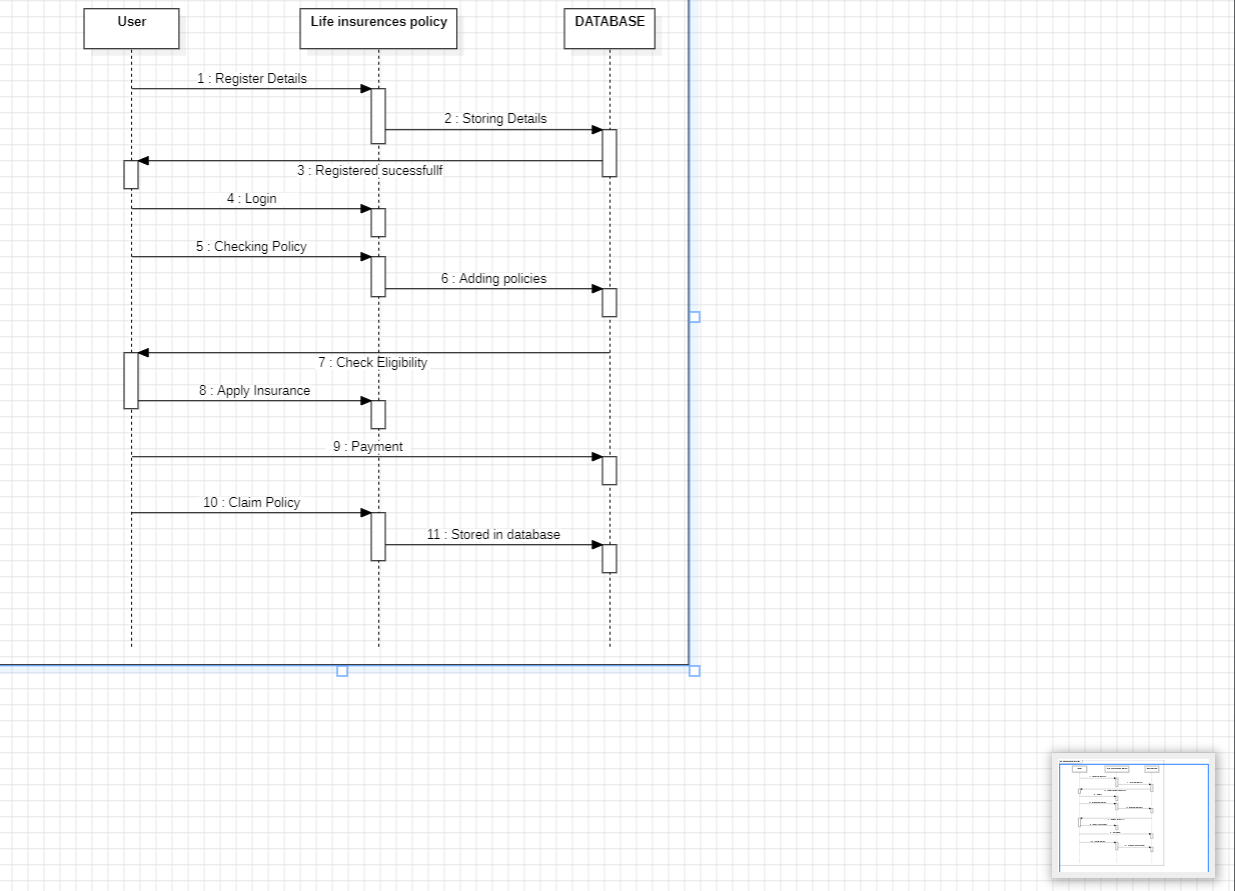 User
Life insurences policy
DATABASE
1 : Register Details
2 : Storing Details
3 : Registered sucessfullf
4 : Login
5 : Checking Policy
6 : Adding policies
7 : Check Eligibility
8 : Apply Insurance
9 : Payment
10 : Claim Policy
11 : Stored in database